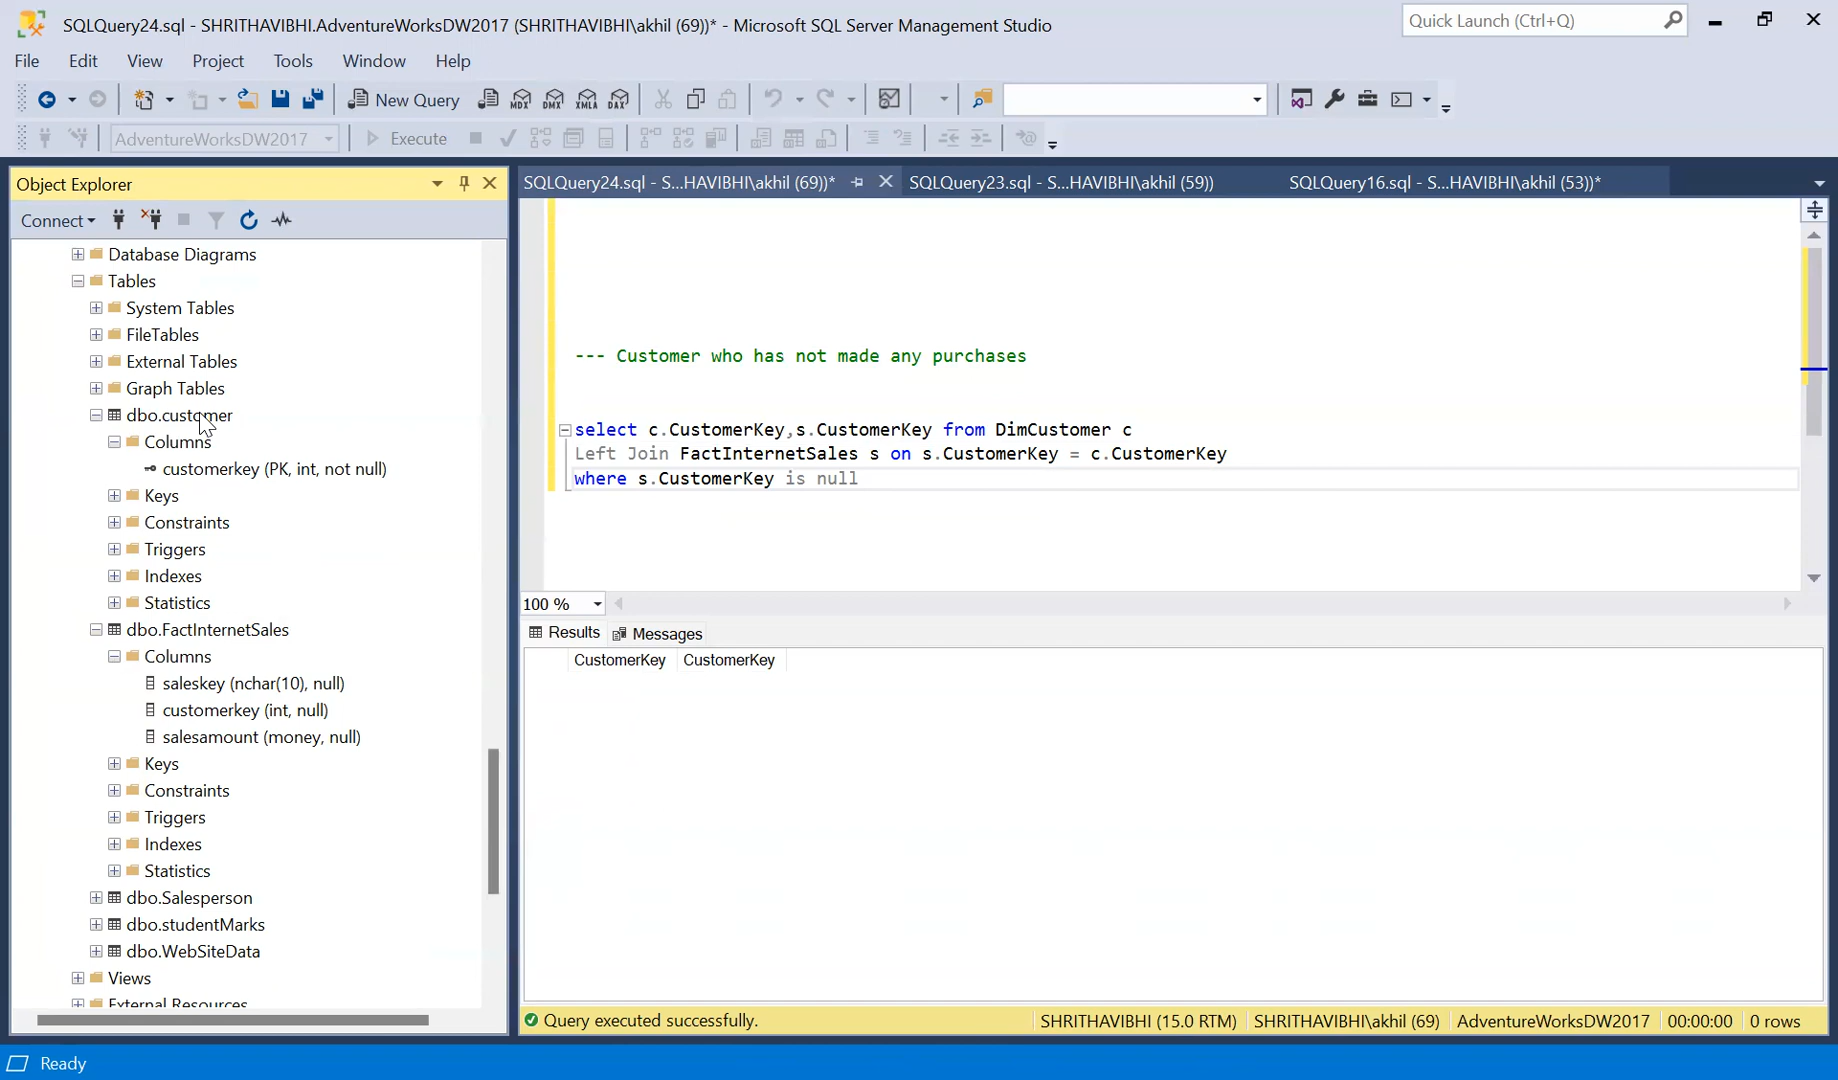 SQLQuery24.sql - SHRITHAVIBHI.AdventureWorksDW2017 (SHRITHAVIBHI\akhil (69))* - Microsoft SQL Server Management Studio
Quick Launch (Ctrl+Q)
File Edit View Project Tools Window Help
New Query MDX DMX XMLA DAX
AdventureWorksDW2017 Execute
Object Explorer
SQLQuery24.sql - S...HAVIBHI\akhil (69))* SQLQuery23.sql - S...HAVIBHI\akhil (59)) SQLQuery16.sql - S...HAVIBHI\akhil (53))*
Connect
Database Diagrams
Tables
System Tables
FileTables
External Tables
Graph Tables
dbo.customer
Columns
customerkey (PK, int, not null)
Keys
Constraints
Triggers
Indexes
Statistics
dbo.FactInternetSales
Columns
saleskey (nchar(10), null)
customerkey (int, null)
salesamount (money, null)
Keys
Constraints
Triggers
Indexes
Statistics
dbo.Salesperson
dbo.studentMarks
dbo.WebSiteData
Views
External Resources
--- Customer who has not made any purchases
select c.CustomerKey,s.CustomerKey from DimCustomer c
Left Join FactInternetSales s on s.CustomerKey = c.CustomerKey
where s.CustomerKey is null
100 %
Results Messages
CustomerKey CustomerKey
Query executed successfully. SHRITHAVIBHI (15.0 RTM) SHRITHAVIBHI\akhil (69) AdventureWorksDW2017 00:00:00 0 rows
Ready